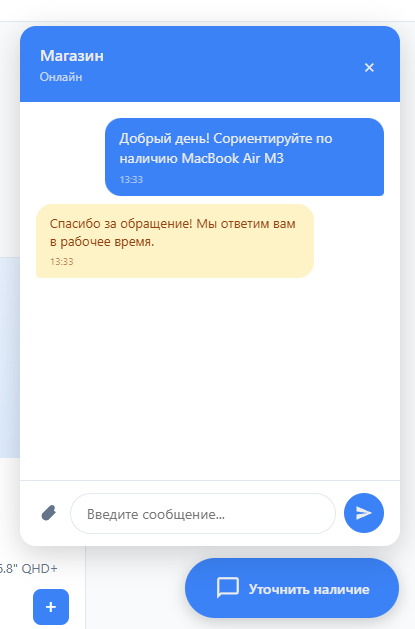 Магазин
Онлайн
×
Добрый день! Сориентируйте по
наличию MacBook Air M3
13:33
Спасибо за обращение! Мы ответим вам
в рабочее время.
13:33
Введите сообщение...
5.8" QHD+
+
Уточнить наличие